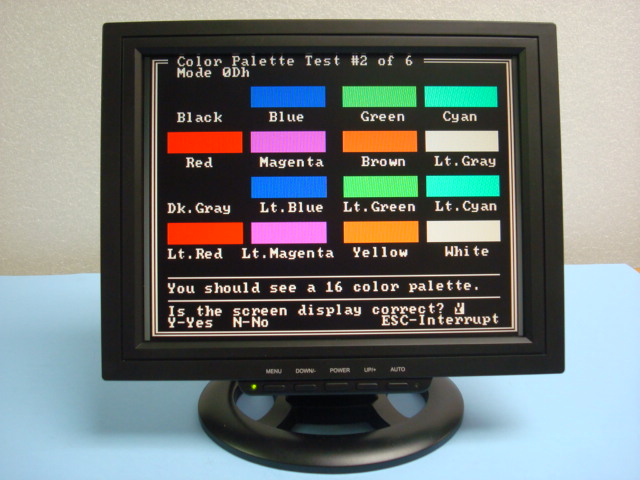 Color Palette Test #2 of 6
Mode 0Dh
Black Blue Green Cyan
Red Magenta Brown Lt.Gray
Dk.Gray Lt.Blue Lt.Green Lt.Cyan
Lt.Red Lt.Magenta Yellow White
You should see a 16 color palette.
Is the screen display correct? Y
Y-Yes N-No ESC-Interrupt
MENU DOWN/- POWER UP/+ AUTO